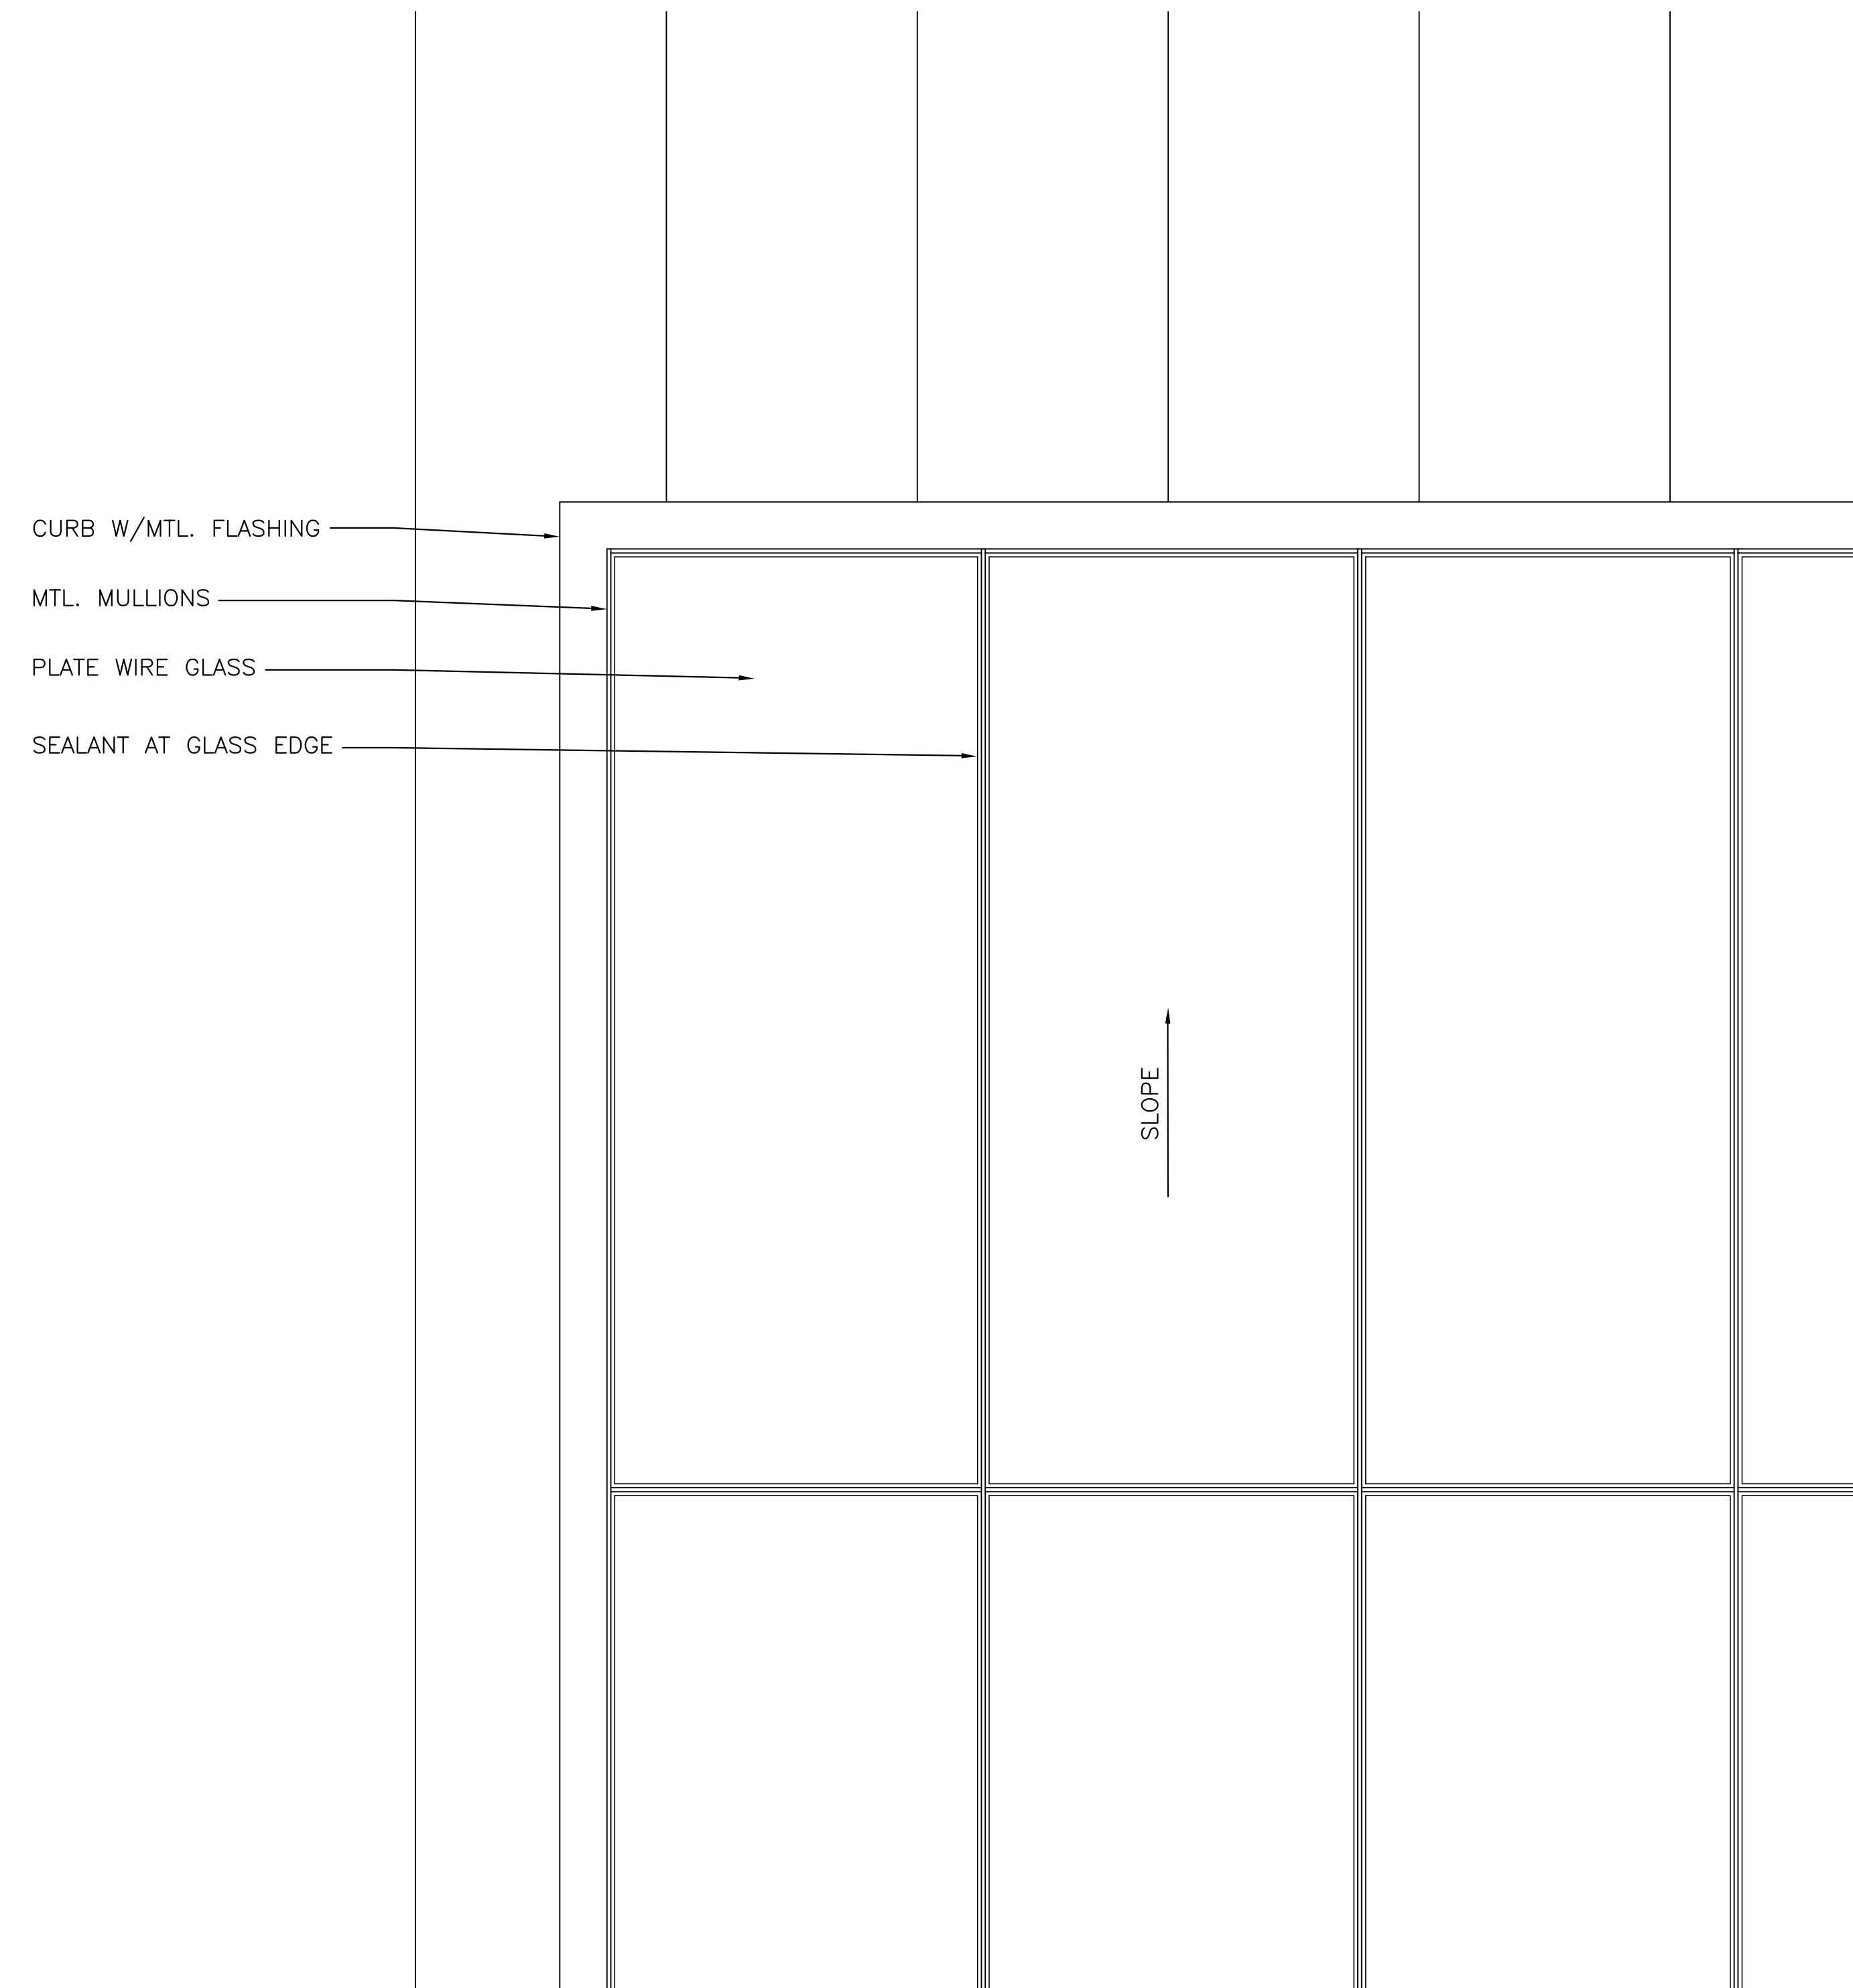 CURB W/MTL. FLASHING
MTL. MULLIONS
PLATE WIRE GLASS
SEALANT AT GLASS EDGE
SLOPE